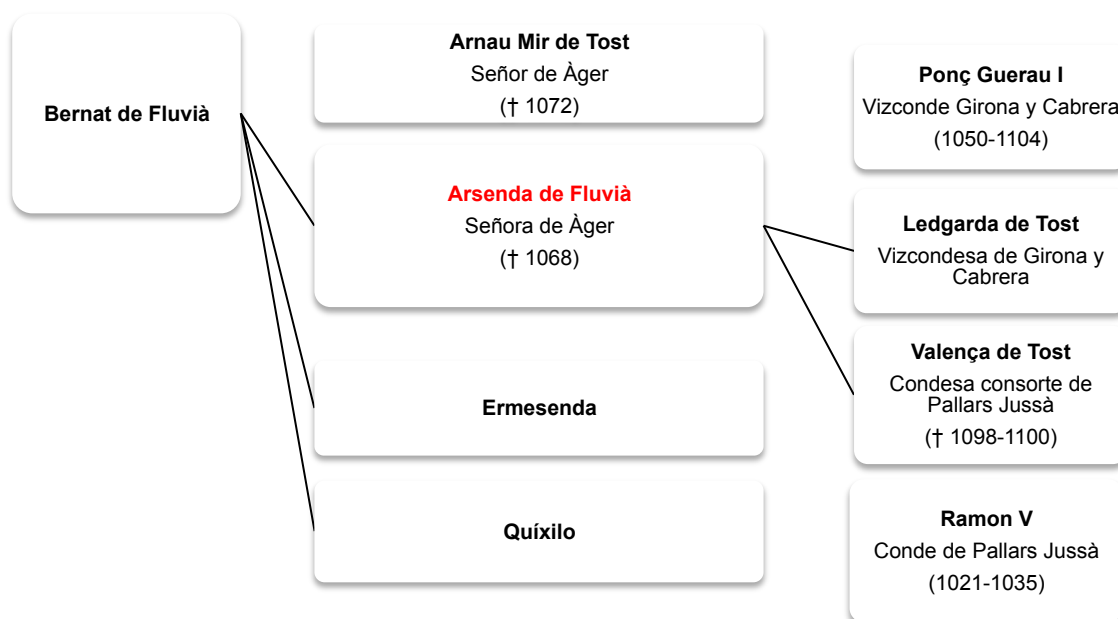 Bernat de Fluvià
Arnau Mir de Tost
Señor de Àger
(† 1072)
Arsenda de Fluvià
Señora de Àger
(† 1068)
Ermesenda
Quíxilo
Ponç Guerau I
Vizconde Girona y Cabrera
(1050-1104)
Ledgarda de Tost
Vizcondesa de Girona y
Cabrera
Valença de Tost
Condesa consorte de
Pallars Jussà
(† 1098-1100)
Ramon V
Conde de Pallars Jussà
(1021-1035)